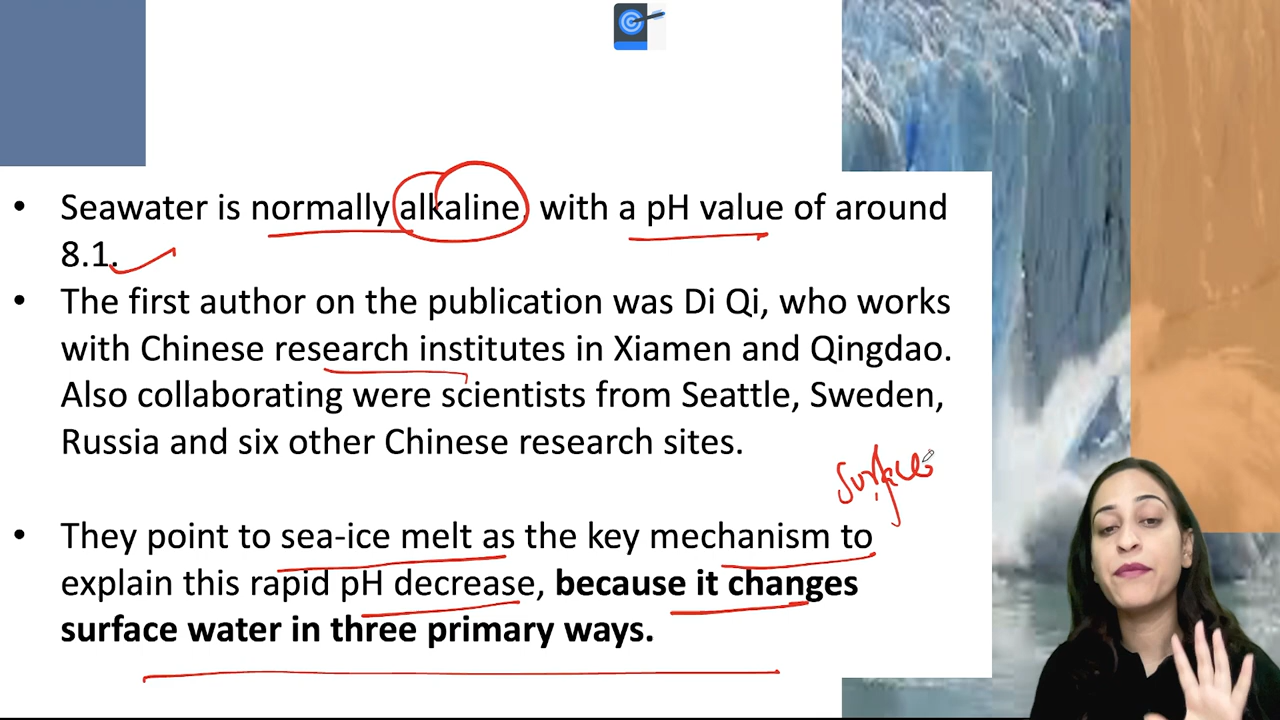 • Seawater is normally alkaline, with a pH value of around
8.1.
• The first author on the publication was Di Qi, who works
with Chinese research institutes in Xiamen and Qingdao.
Also collaborating were scientists from Seattle, Sweden,
Russia and six other Chinese research sites.
Surface
• They point to sea-ice melt as the key mechanism to
explain this rapid pH decrease, because it changes
surface water in three primary ways.